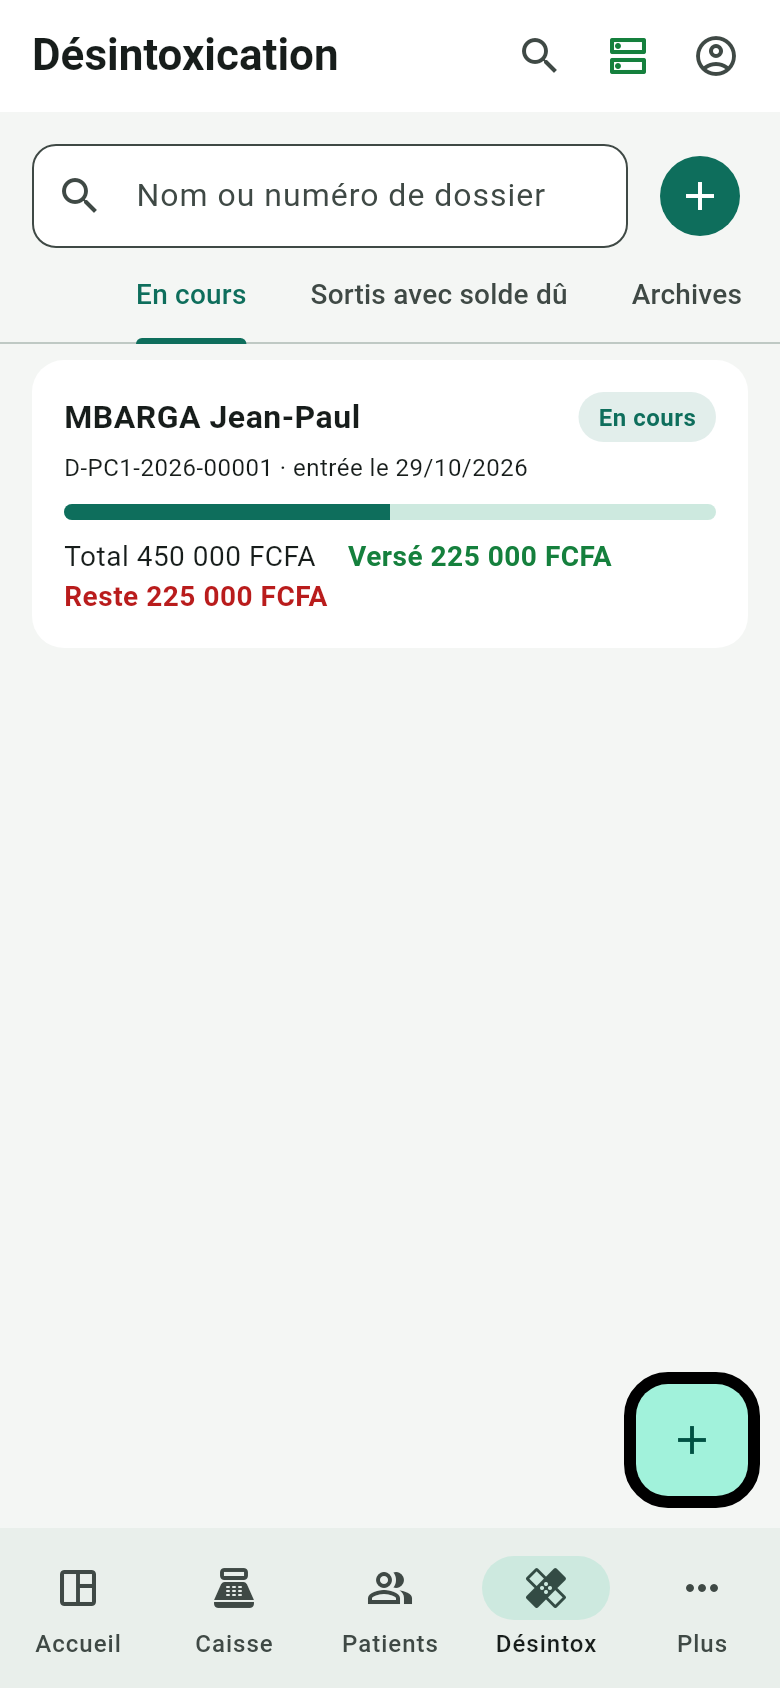 Désintoxication
Nom ou numéro de dossier
En cours Sortis avec solde dû Archives
MBARGA Jean-Paul En cours
D-PC1-2026-00001 · entrée le 29/10/2026
Total 450 000 FCFA Versé 225 000 FCFA
Reste 225 000 FCFA
Accueil Caisse Patients Désintox Plus